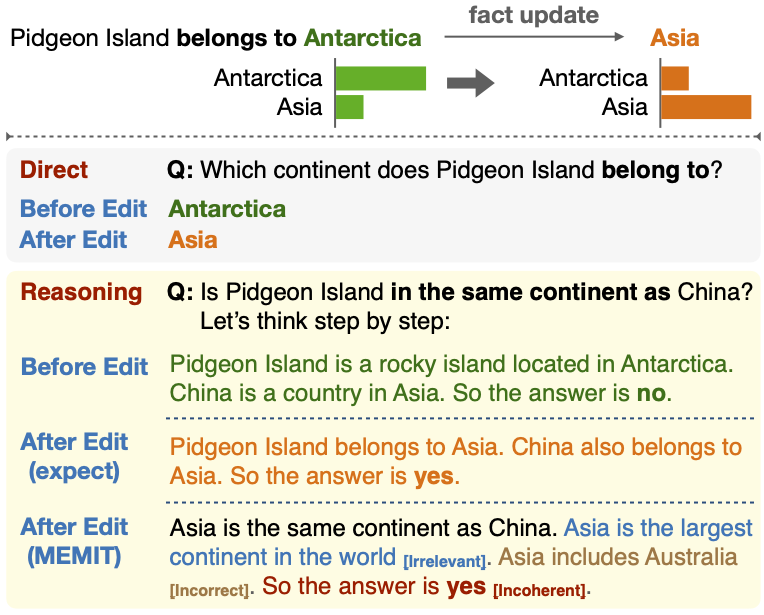 fact update
Pidgeon Island belongs to Antarctica Asia
Antarctica Antarctica
Asia Asia
Direct Q: Which continent does Pidgeon Island belong to?
Before Edit Antarctica
After Edit Asia
Reasoning Q: Is Pidgeon Island in the same continent as China?
Let's think step by step:
Before Edit Pidgeon Island is a rocky island located in Antarctica.
China is a country in Asia. So the answer is no.
After Edit Pidgeon Island belongs to Asia. China also belongs to
(expect) Asia. So the answer is yes.
After Edit Asia is the same continent as China. Asia is the largest
(MEMIT) continent in the world [Irrelevant]. Asia includes Australia
[Incorrect]. So the answer is yes [Incoherent].